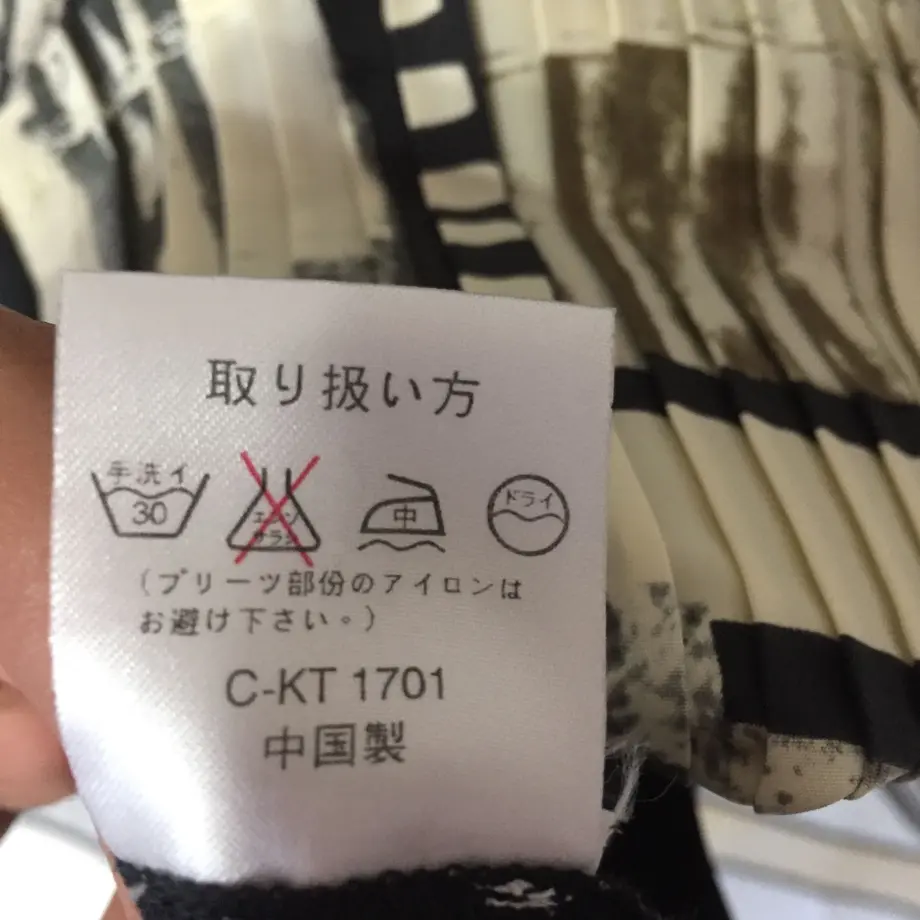 取り扱い方
手洗イ
30
エンソ
サラシ
中
ドライ
(プリーツ部份のアイロンは
お避け下さい。)
C-KT 1701
中国製